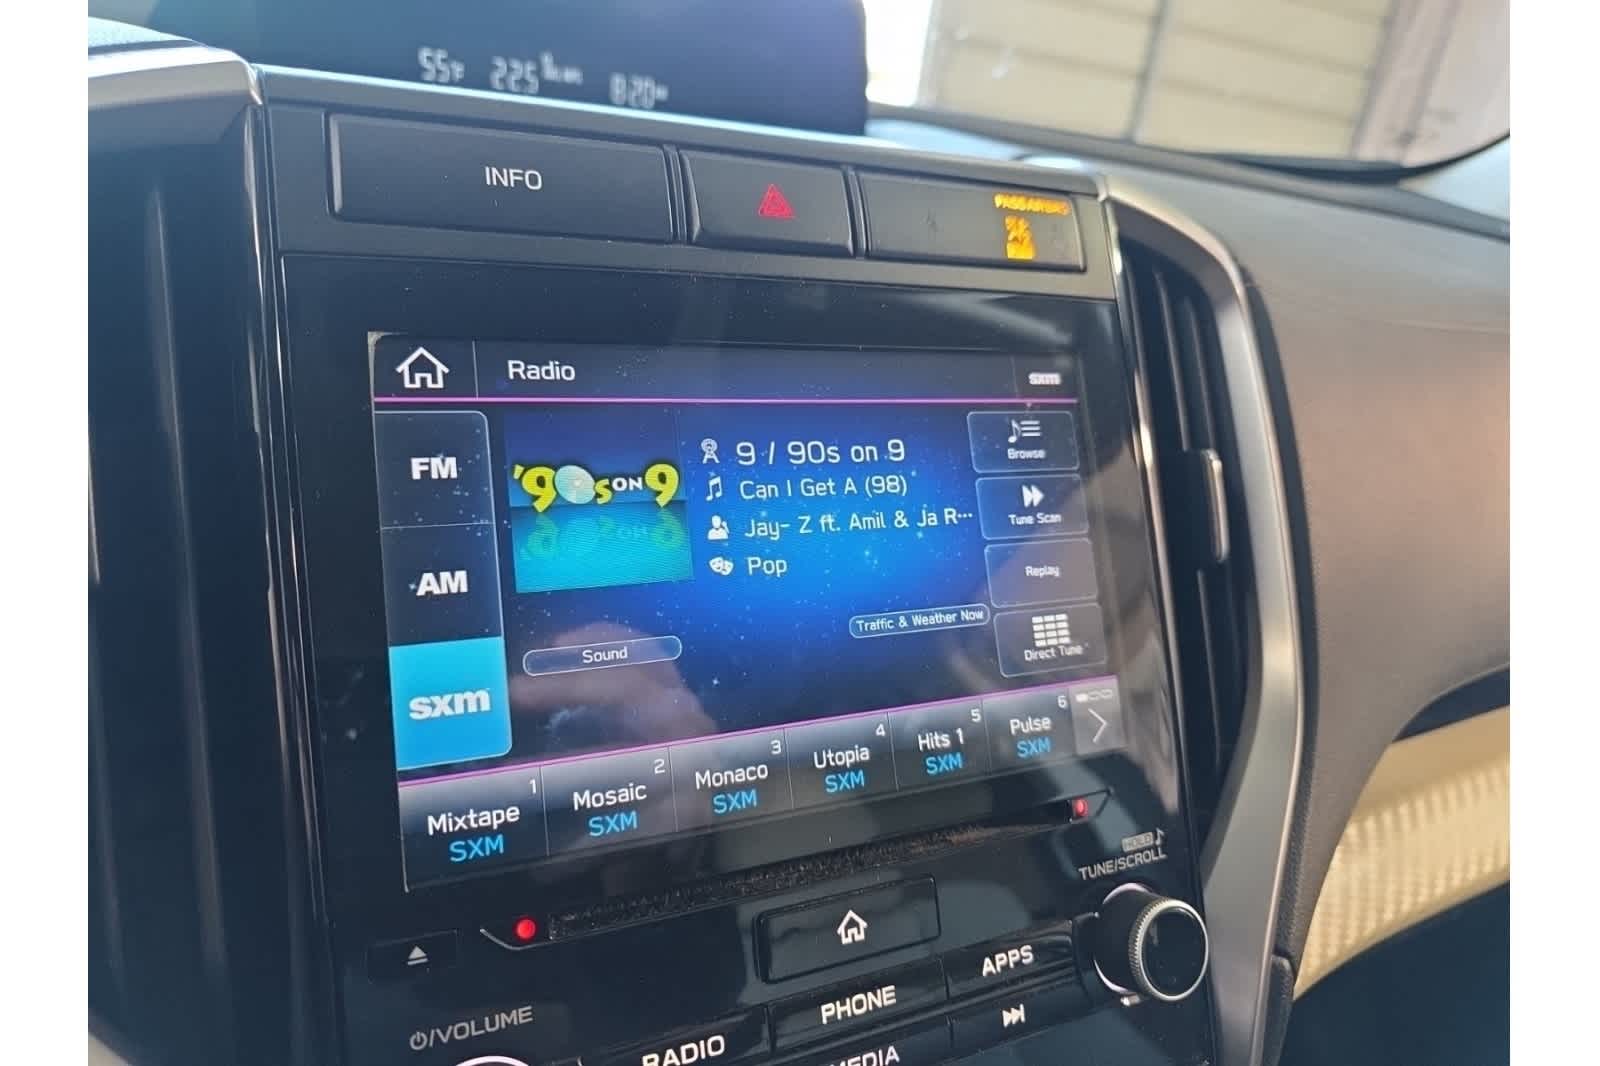 55°F 22.5 8:20
INFO
Radio
sxm
FM
AM
sxm
'90s ON 9
9 / 90s on 9
Can I Get A (98)
Jay- Z ft. Amil & Ja R···
Pop
Browse
Tune Scan
Replay
Direct Tune
Traffic & Weather Now
Sound
1
Mixtape
SXM
2
Mosaic
SXM
3
Monaco
SXM
4
Utopia
SXM
5
Hits 1
SXM
6
Pulse
SXM
HOLD
TUNE/SCROLL
APPS
PHONE
/VOLUME
RADIO
MEDIA